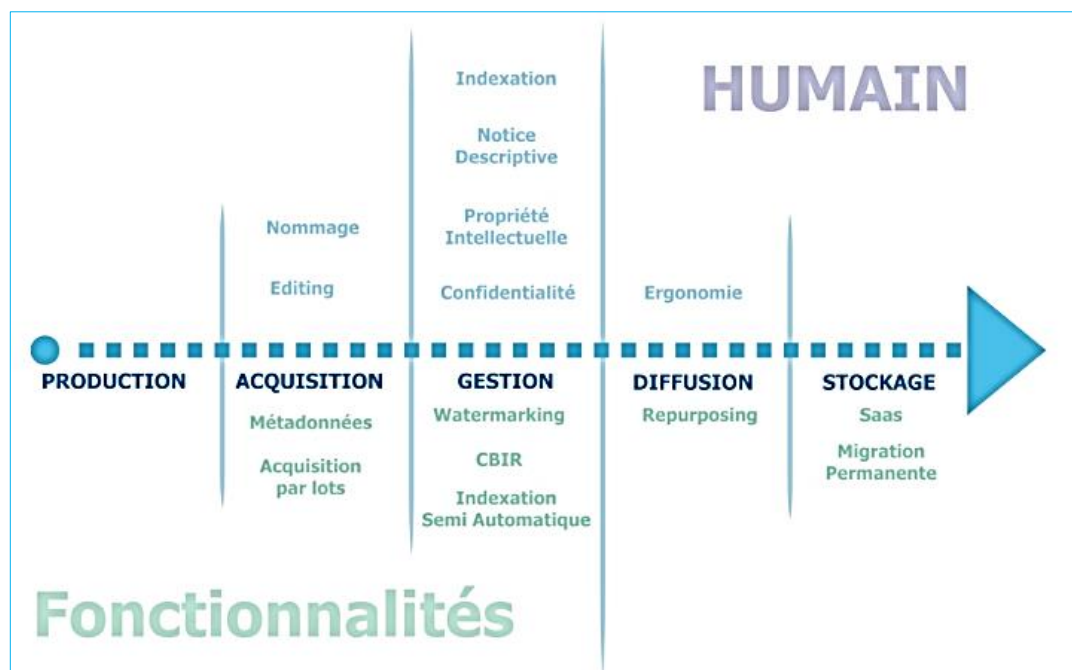 HUMAIN
Indexation
Notice
Descriptive
Propriété
Intellectuelle
Nommage
Editing
Confidentialité
Ergonomie
PRODUCTION
ACQUISITION
GESTION
DIFFUSION
STOCKAGE
Métadonnées
Acquisition
par lots
Watermarking
CBIR
Indexation
Semi Automatique
Repurposing
Saas
Migration
Permanente
Fonctionnalités